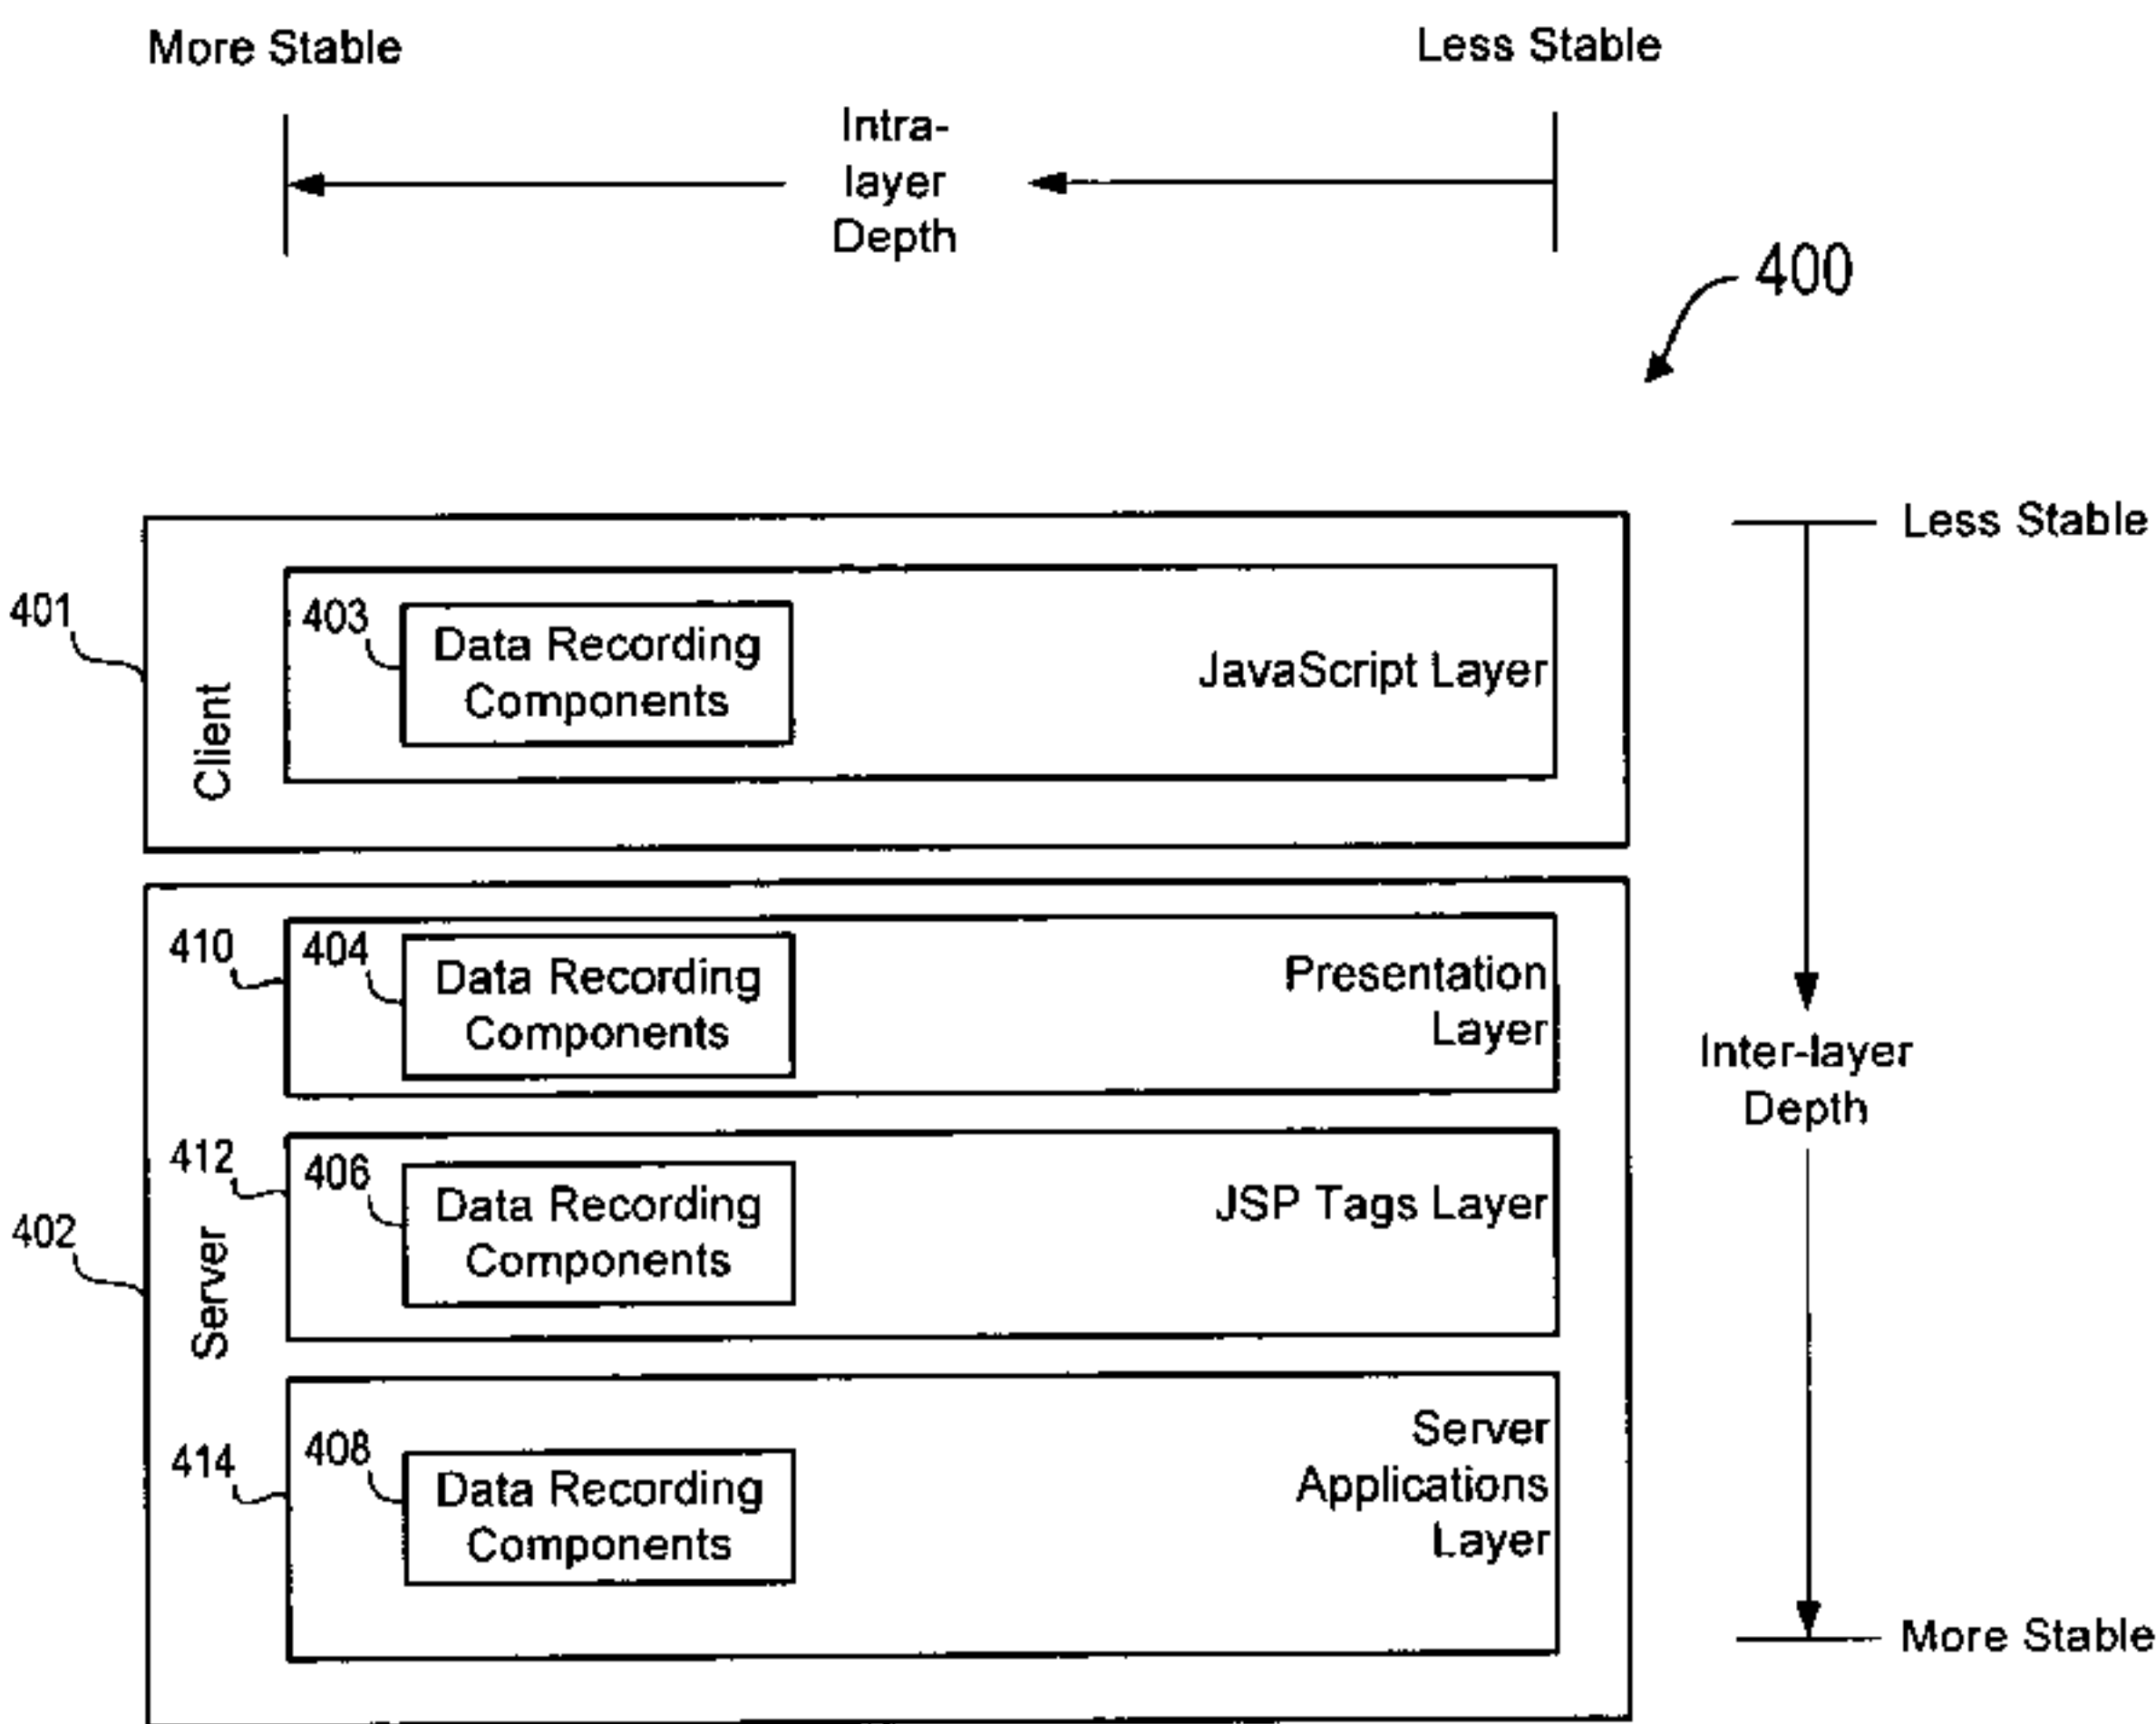 More Stable
Less Stable
Intra-
layer
Depth
400
Less Stable
401
Client
403
Data Recording
Components
JavaScript Layer
410
404
Data Recording
Components
Presentation
Layer
Inter-layer
Depth
412
406
Data Recording
Components
JSP Tags Layer
402
Server
414
408
Data Recording
Components
Server
Applications
Layer
More Stable